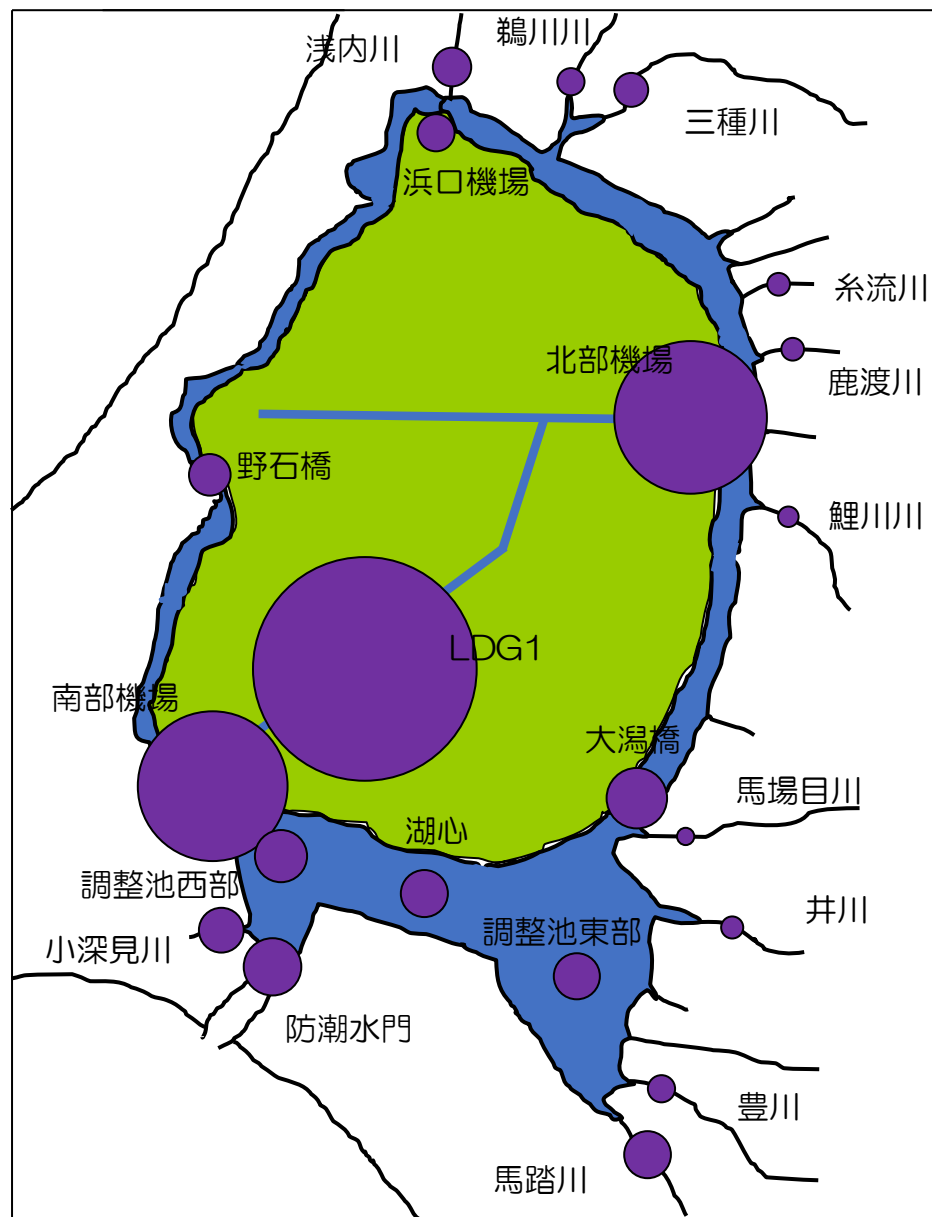 鵜川川
浅内川
三種川
浜口機場
糸流川
北部機場
鹿渡川
野石橋
鯉川川
LDG1
南部機場
大潟橋
馬場目川
湖心
調整池西部
井川
調整池東部
小深見川
防潮水門
豊川
馬踏川